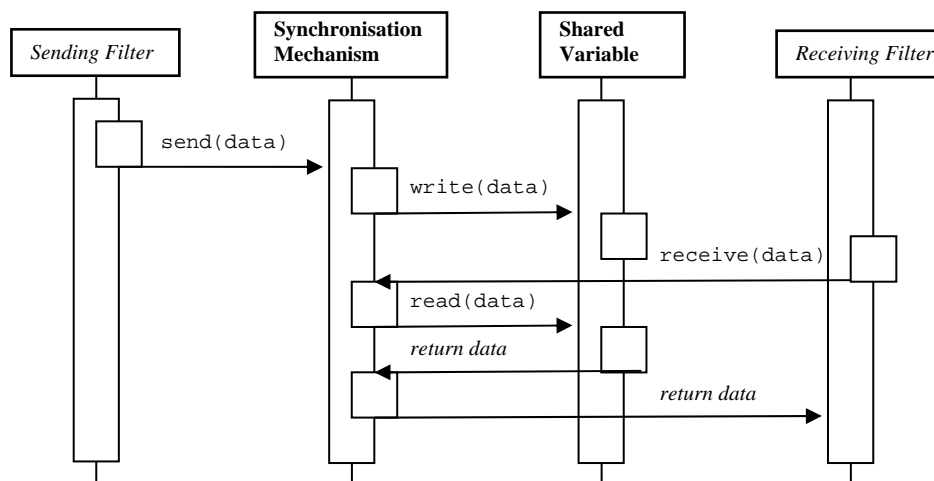 Sending Filter
Synchronisation
Mechanism
Shared
Variable
Receiving Filter
send(data)
write(data)
receive(data)
read(data)
return data
return data